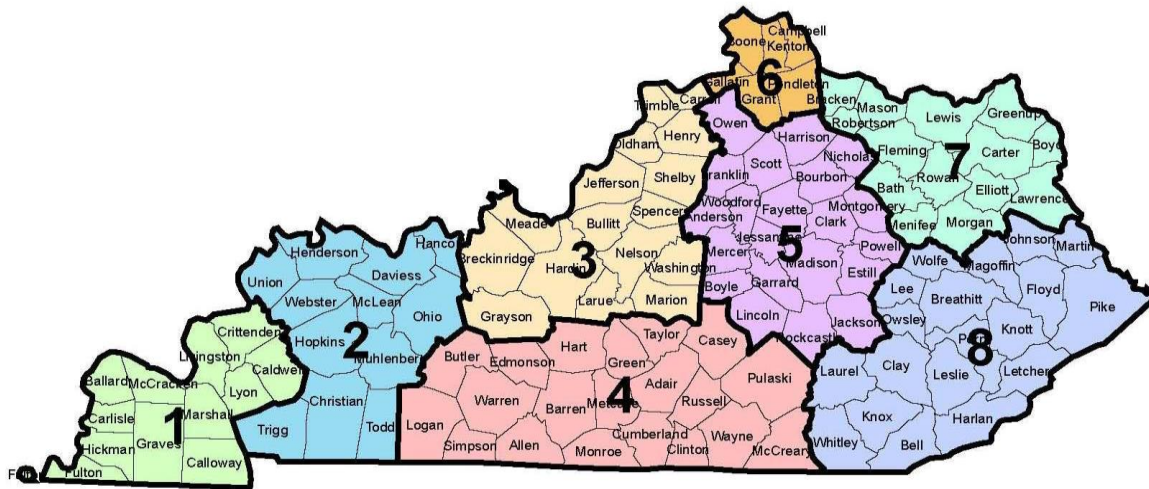 Boone
Campbell
Kenton
6
Gallatin
Pendleton
Grant
Trimble
Carroll
Owen
Bracken
Mason
Robertson
Lewis
Greenup
Henry
Harrison
Oldham
Nicholas
Fleming
7
Carter
Boyd
Scott
Franklin
Bourbon
Rowan
Shelby
Jefferson
Bath
Elliott
Lawrence
Woodford
Anderson
Fayette
Montgomery
Clark
Menifee
Morgan
Spencer
Meade
Bullitt
Jessamine
Powell
Johnson
Martin
Hanco
Henderson
Breckinridge
3
Hardin
Nelson
Washington
Mercer
5
Madison
Estill
Wolfe
Magoffin
Union
Daviess
Boyle
Garrard
Lee
Floyd
Webster
McLean
Ohio
Grayson
Larue
Marion
Lincoln
Jackson
Owsley
Breathitt
Pike
Crittenden
Hopkins
2
Muhlenberg
Butler
Edmonson
Hart
Taylor
Green
Casey
Rockcastle
Perry
Knott
8
Livingston
Caldwell
Lyon
Ballard
McCracken
Laurel
Clay
Leslie
Letcher
Marshall
Christian
Warren
Barren
Metcalfe
4
Adair
Russell
Pulaski
Carlisle
1
Graves
Hickman
Trigg
Todd
Logan
Simpson
Allen
Monroe
Cumberland
Clinton
Wayne
McCreary
Knox
Harlan
Whitley
Bell
Calloway
Fulton